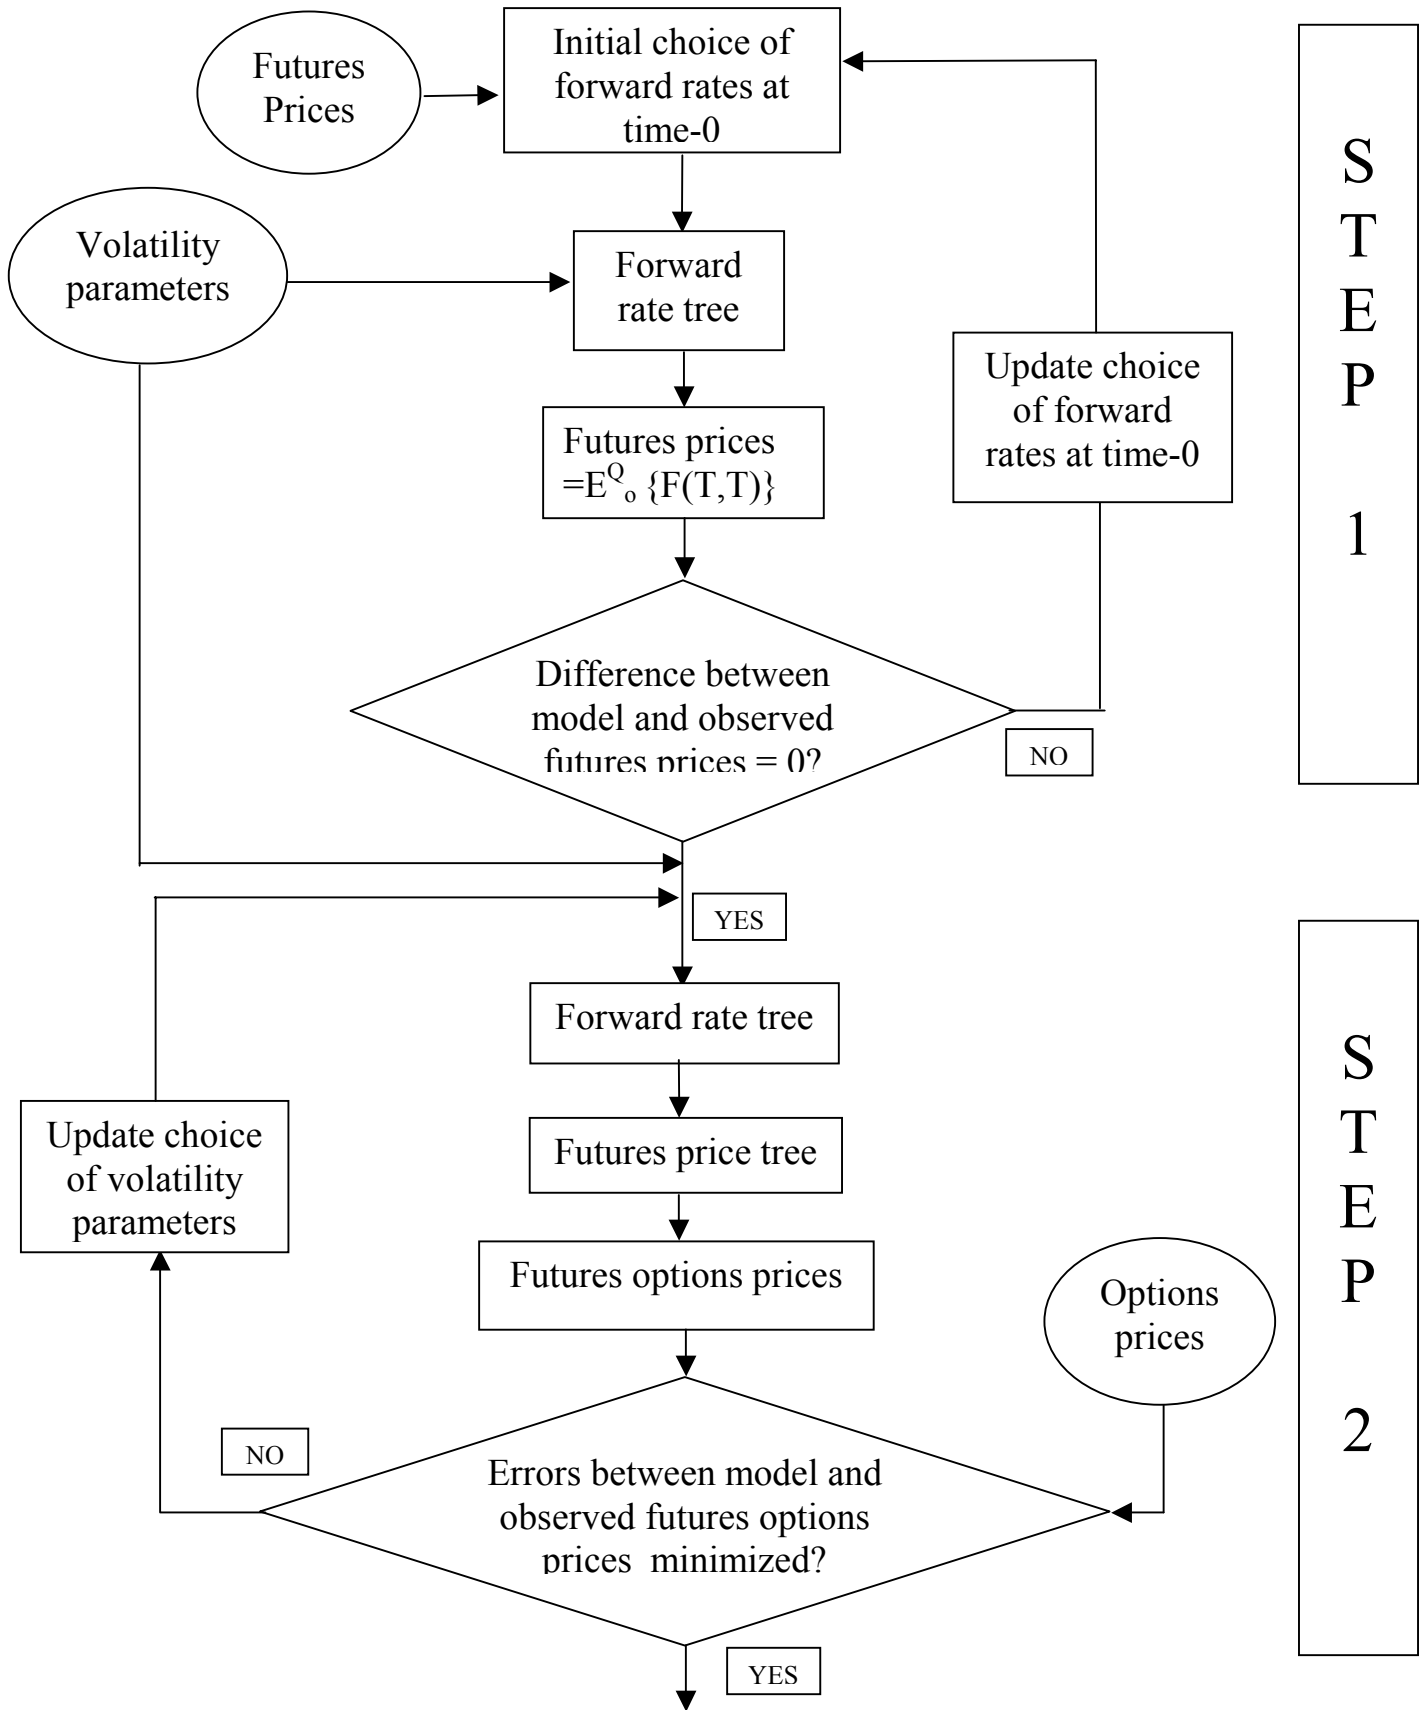 Futures
Prices
Initial choice of
forward rates at
time-0
Volatility
parameters
Forward
rate tree
Update choice
of forward
rates at time-0
Futures prices
=E^Q_o {F(T,T)}
Difference between
model and observed
futures prices = 0?
NO
S
T
E
P
1
YES
Forward rate tree
Update choice
of volatility
parameters
Futures price tree
Futures options prices
Options
prices
NO
Errors between model and
observed futures options
prices minimized?
YES
S
T
E
P
2